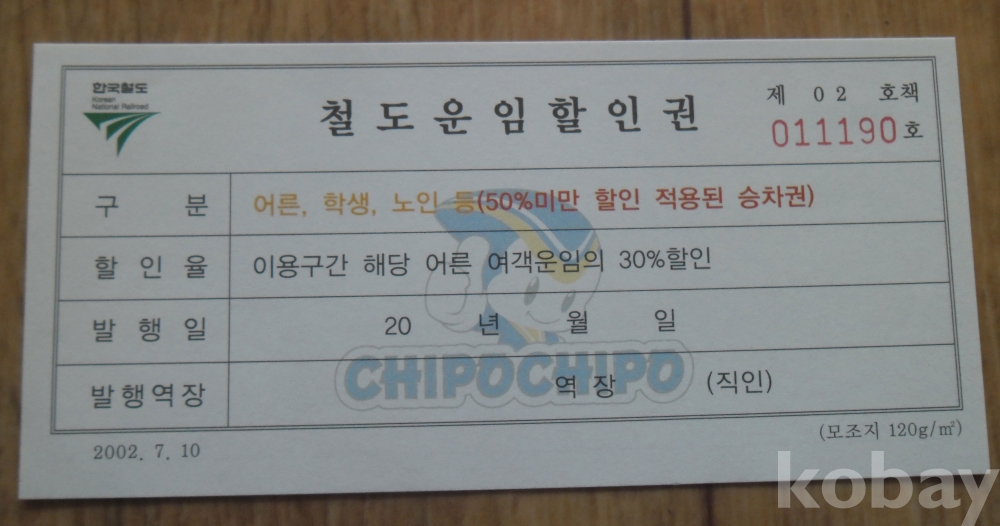 한국철도
Korean
National Railroad
철도운임할인권
제 02 호책
011190호
구 분
어른, 학생, 노인 등(50%미만 할인 적용된 승차권)
할 인 율
이용구간 해당 어른 여객운임의 30%할인
발 행 일
20 년 월 일
CHIPOCHIPO
발행역장
역 장 (직인)
2002. 7. 10
(모조지 120g/㎡)
kobay